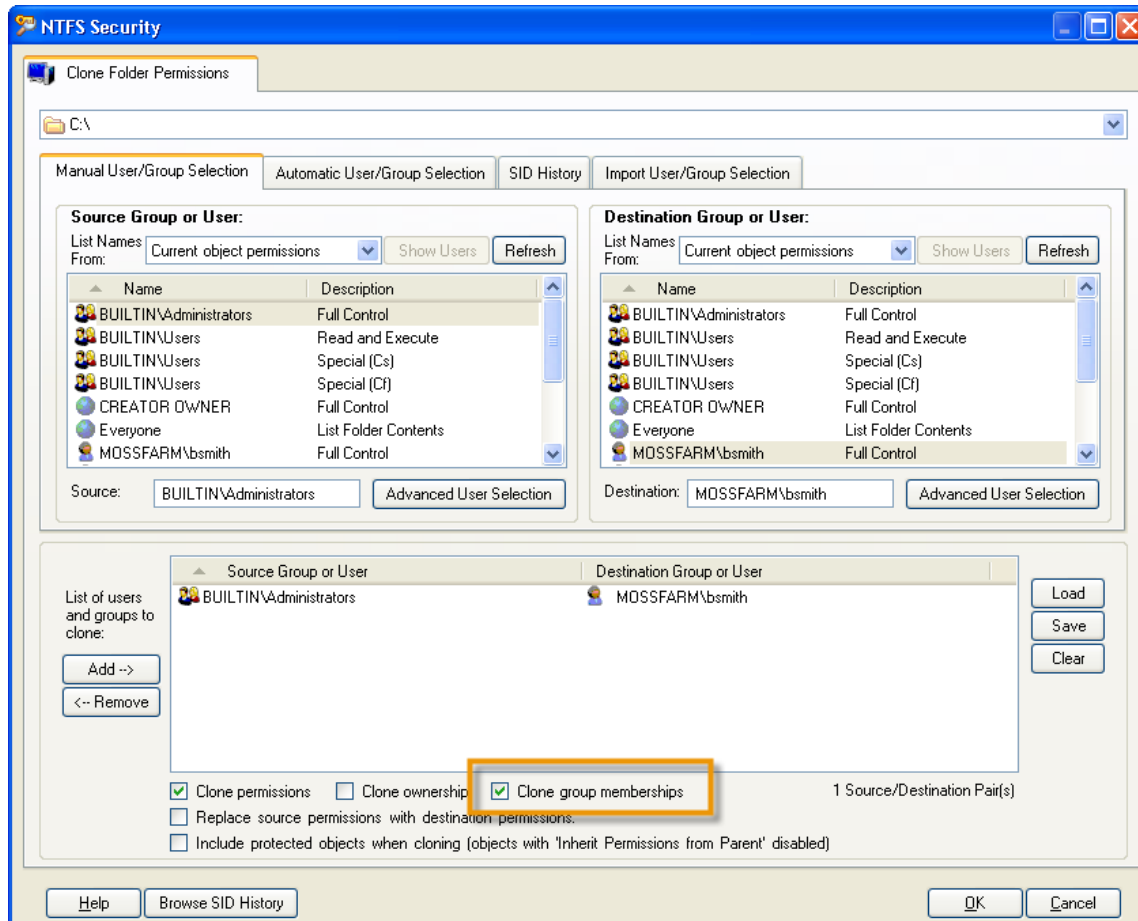 NTFS Security
Clone Folder Permissions
C:\
Manual User/Group Selection
Automatic User/Group Selection
SID History
Import User/Group Selection
Source Group or User:
List Names From:
Current object permissions
Show Users
Refresh
Name Description
BUILTIN\Administrators Full Control
BUILTIN\Users Read and Execute
BUILTIN\Users Special (Cs)
BUILTIN\Users Special (Cf)
CREATOR OWNER Full Control
Everyone List Folder Contents
MOSSFARM\bsmith Full Control
Source: BUILTIN\Administrators
Advanced User Selection
Destination Group or User:
List Names From:
Current object permissions
Show Users
Refresh
Name Description
BUILTIN\Administrators Full Control
BUILTIN\Users Read and Execute
BUILTIN\Users Special (Cs)
BUILTIN\Users Special (Cf)
CREATOR OWNER Full Control
Everyone List Folder Contents
MOSSFARM\bsmith Full Control
Destination: MOSSFARM\bsmith
Advanced User Selection
List of users
and groups to
clone:
Add -->
<-- Remove
Source Group or User Destination Group or User
BUILTIN\Administrators MOSSFARM\bsmith
Load
Save
Clear
Clone permissions Clone ownership Clone group memberships 1 Source/Destination Pair(s)
Replace source permissions with destination permissions.
Include protected objects when cloning (objects with 'Inherit Permissions from Parent' disabled)
Help Browse SID History OK Cancel